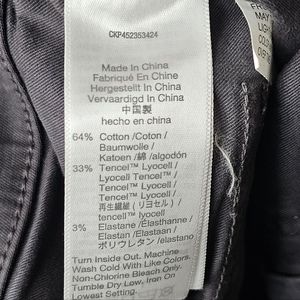 CKP452353424
Made In China
Fabriqué En Chine
Hergestellt In China
Vervaardigd In China
中国製
hecho en china
64% Cotton /Coton /
Baumwolle /
Katoen /綿 /algodón
33% Tencel™ Lyocell /
Tencel™ Lyocell /
Tencel™ Lyocell /
Tencel™ Lyocell /
再生繊維 (リヨセル) /
tencell™ lyocell
3% Elastane /Élasthanne /
Elastan /Elastaan /
ポリウレタン /elastano
Turn Inside Out. Machine
Wash Cold With Like Colors.
Non-Chlorine Bleach Only.
Tumble Dry Low, Iron On
Lowest Setting.
MAY